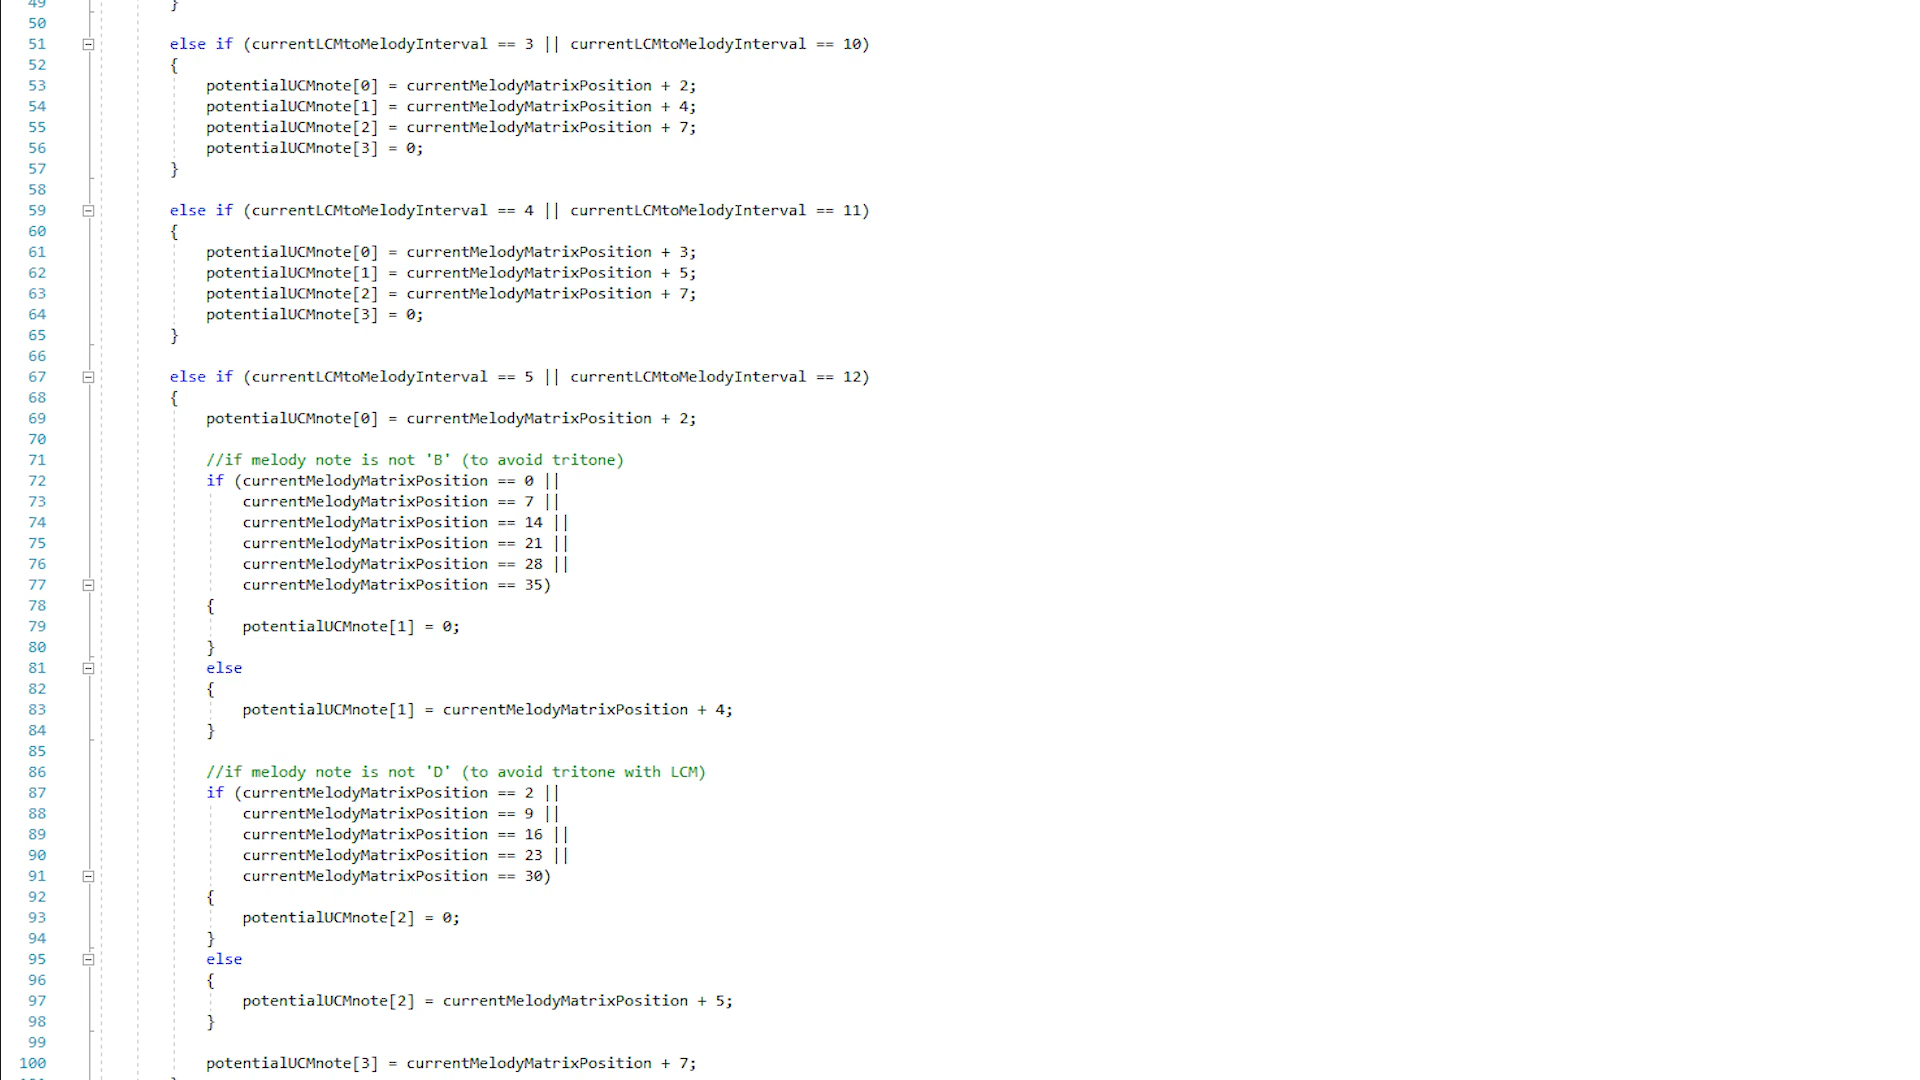 49 }
50
51 else if (currentLCMtoMelodyInterval == 3 || currentLCMtoMelodyInterval == 10)
52 {
53 potentialUCMnote[0] = currentMelodyMatrixPosition + 2;
54 potentialUCMnote[1] = currentMelodyMatrixPosition + 4;
55 potentialUCMnote[2] = currentMelodyMatrixPosition + 7;
56 potentialUCMnote[3] = 0;
57 }
58
59 else if (currentLCMtoMelodyInterval == 4 || currentLCMtoMelodyInterval == 11)
60 {
61 potentialUCMnote[0] = currentMelodyMatrixPosition + 3;
62 potentialUCMnote[1] = currentMelodyMatrixPosition + 5;
63 potentialUCMnote[2] = currentMelodyMatrixPosition + 7;
64 potentialUCMnote[3] = 0;
65 }
66
67 else if (currentLCMtoMelodyInterval == 5 || currentLCMtoMelodyInterval == 12)
68 {
69 potentialUCMnote[0] = currentMelodyMatrixPosition + 2;
70
71 //if melody note is not 'B' (to avoid tritone)
72 if (currentMelodyMatrixPosition == 0 ||
73 currentMelodyMatrixPosition == 7 ||
74 currentMelodyMatrixPosition == 14 ||
75 currentMelodyMatrixPosition == 21 ||
76 currentMelodyMatrixPosition == 28 ||
77 currentMelodyMatrixPosition == 35)
78 {
79 potentialUCMnote[1] = 0;
80 }
81 else
82 {
83 potentialUCMnote[1] = currentMelodyMatrixPosition + 4;
84 }
85
86 //if melody note is not 'D' (to avoid tritone with LCM)
87 if (currentMelodyMatrixPosition == 2 ||
88 currentMelodyMatrixPosition == 9 ||
89 currentMelodyMatrixPosition == 16 ||
90 currentMelodyMatrixPosition == 23 ||
91 currentMelodyMatrixPosition == 30)
92 {
93 potentialUCMnote[2] = 0;
94 }
95 else
96 {
97 potentialUCMnote[2] = currentMelodyMatrixPosition + 5;
98 }
99
100 potentialUCMnote[3] = currentMelodyMatrixPosition + 7;